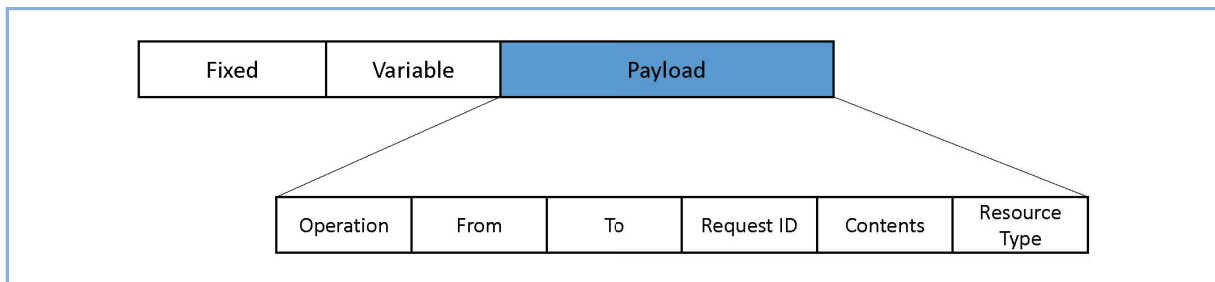 Fixed Variable Payload
Operation From To Request ID Contents Resource
Type